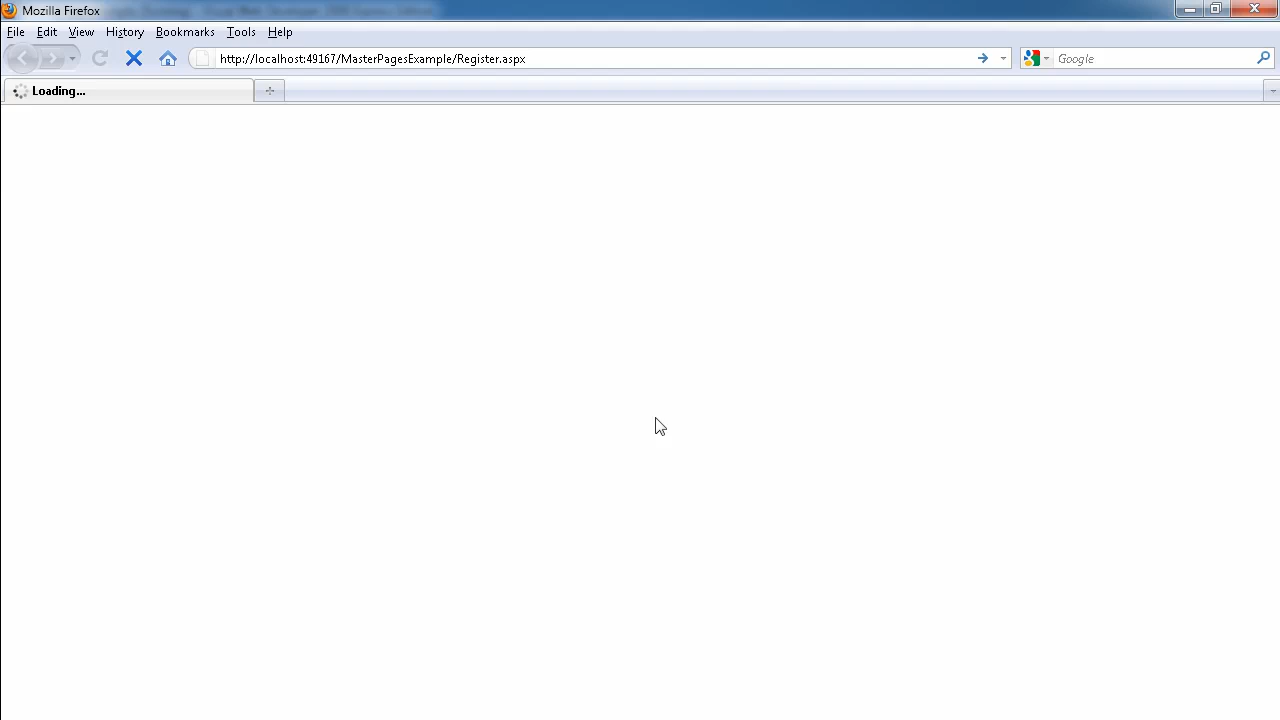 Mozilla Firefox
File Edit View History Bookmarks Tools Help
http://localhost:49167/MasterPagesExample/Register.aspx
Google
Loading...